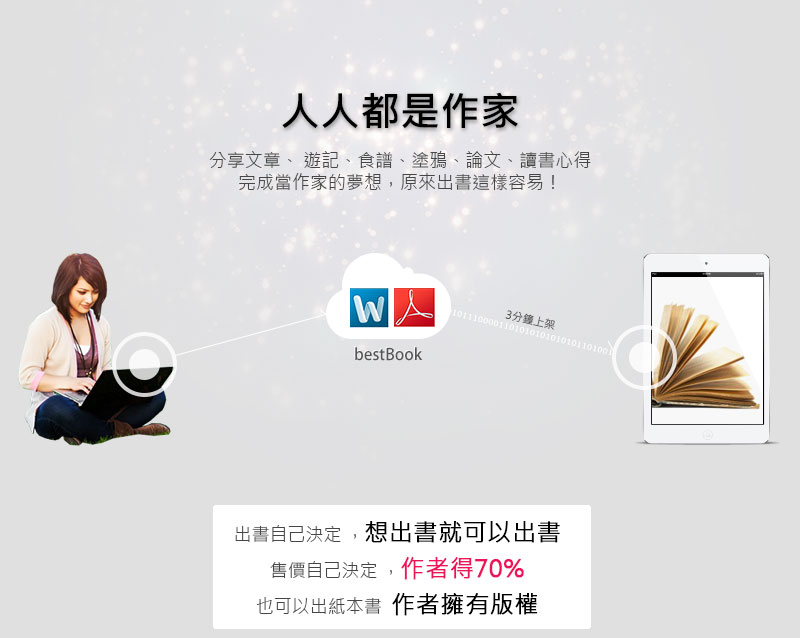 人人都是作家
分享文章、 遊記、食譜、塗鴉、論文、讀書心得
完成當作家的夢想，原來出書這樣容易！
W
3分鐘上架
bestBook
出書自己決定 ，想出書就可以出書
售價自己決定 ，作者得70%
也可以出紙本書 作者擁有版權